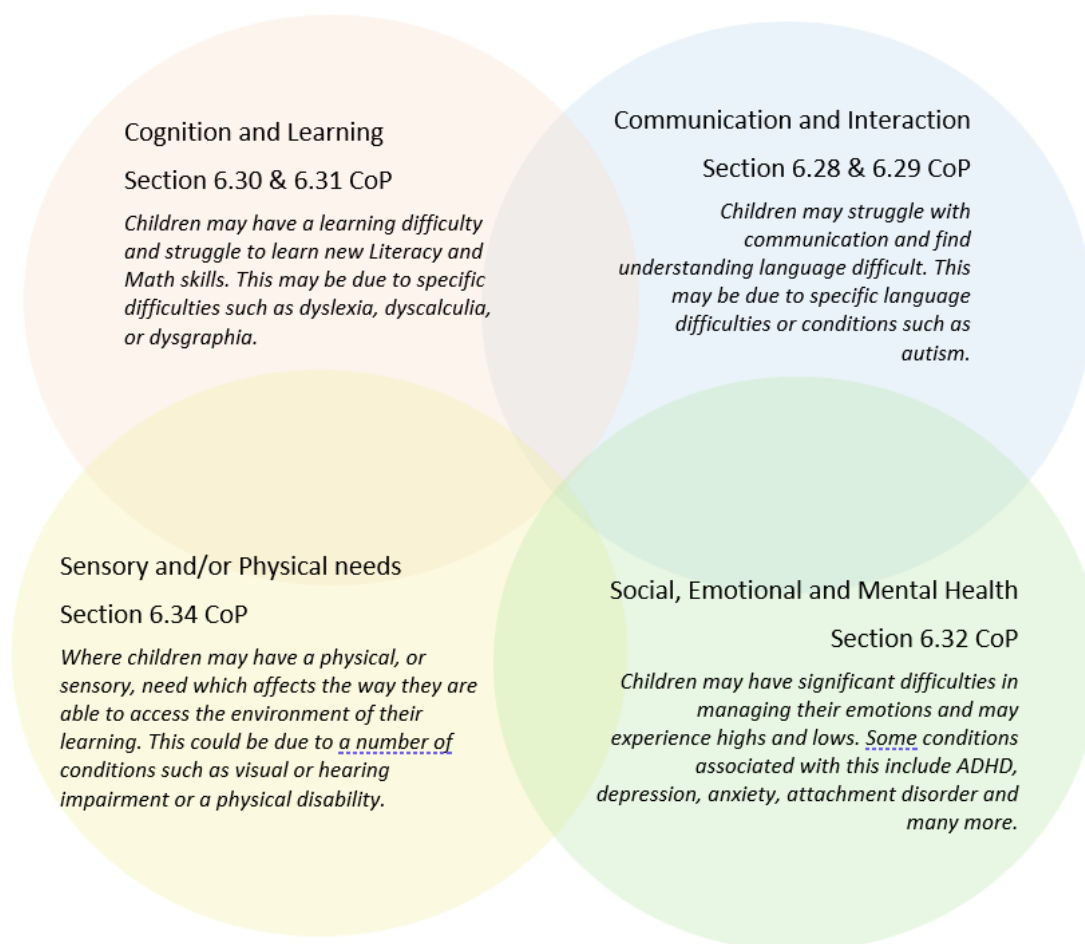 Cognition and Learning
Section 6.30 & 6.31 CoP
Children may have a learning difficulty
and struggle to learn new Literacy and
Math skills. This may be due to specific
difficulties such as dyslexia, dyscalculia,
or dysgraphia.
Communication and Interaction
Section 6.28 & 6.29 CoP
Children may struggle with
communication and find
understanding language difficult. This
may be due to specific language
difficulties or conditions such as
autism.
Sensory and/or Physical needs
Section 6.34 CoP
Where children may have a physical, or
sensory, need which affects the way they are
able to access the environment of their
learning. This could be due to a number of
conditions such as visual or hearing
impairment or a physical disability.
Social, Emotional and Mental Health
Section 6.32 CoP
Children may have significant difficulties in
managing their emotions and may
experience highs and lows. Some conditions
associated with this include ADHD,
depression, anxiety, attachment disorder and
many more.